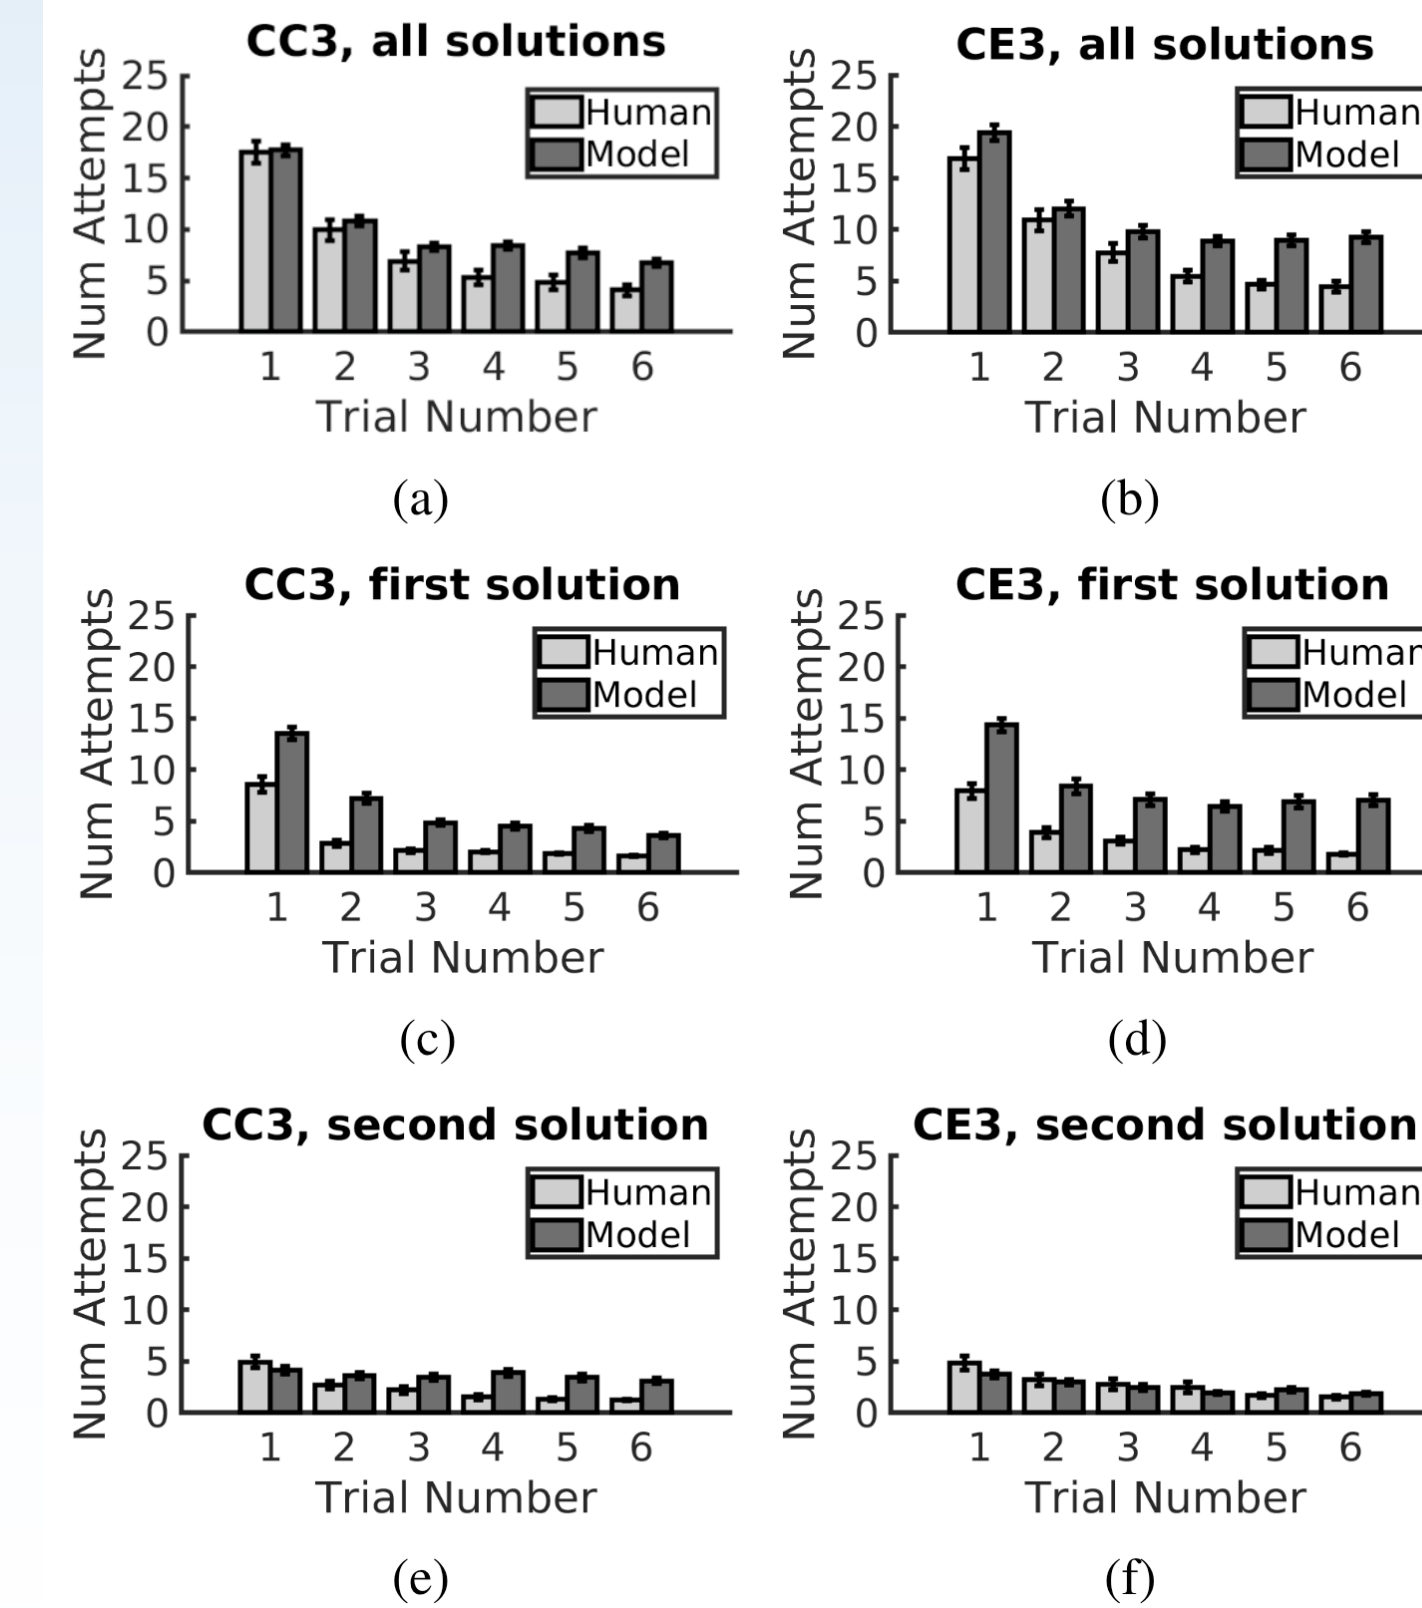 CC3, all solutions
Num Attempts
25
20
15
10
5
0
Human
Model
1 2 3 4 5 6
Trial Number
(a)
CE3, all solutions
Num Attempts
25
20
15
10
5
0
Human
Model
1 2 3 4 5 6
Trial Number
(b)
CC3, first solution
Num Attempts
25
20
15
10
5
0
Human
Model
1 2 3 4 5 6
Trial Number
(c)
CE3, first solution
Num Attempts
25
20
15
10
5
0
Human
Model
1 2 3 4 5 6
Trial Number
(d)
CC3, second solution
Num Attempts
25
20
15
10
5
0
Human
Model
1 2 3 4 5 6
Trial Number
(e)
CE3, second solution
Num Attempts
25
20
15
10
5
0
Human
Model
1 2 3 4 5 6
Trial Number
(f)